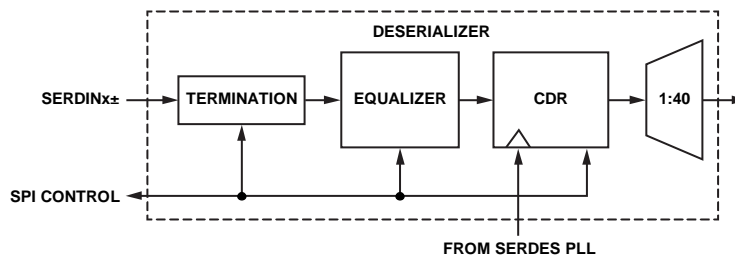 DESERIALIZER
SERDINx±
TERMINATION
EQUALIZER
CDR
1:40
SPI CONTROL
FROM SERDES PLL